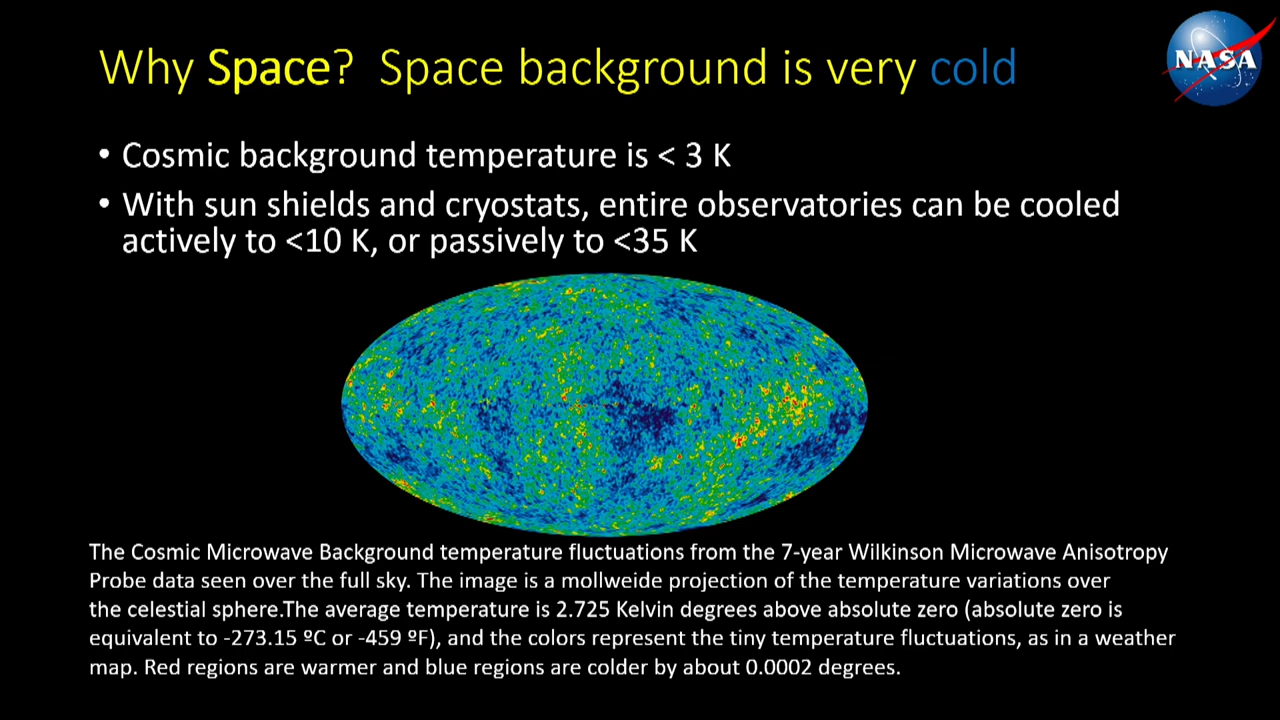 Why Space? Space background is very cold
NASA
• Cosmic background temperature is < 3 K
• With sun shields and cryostats, entire observatories can be cooled
actively to <10 K, or passively to <35 K
The Cosmic Microwave Background temperature fluctuations from the 7-year Wilkinson Microwave Anisotropy
Probe data seen over the full sky. The image is a mollweide projection of the temperature variations over
the celestial sphere.The average temperature is 2.725 Kelvin degrees above absolute zero (absolute zero is
equivalent to -273.15 ºC or -459 ºF), and the colors represent the tiny temperature fluctuations, as in a weather
map. Red regions are warmer and blue regions are colder by about 0.0002 degrees.